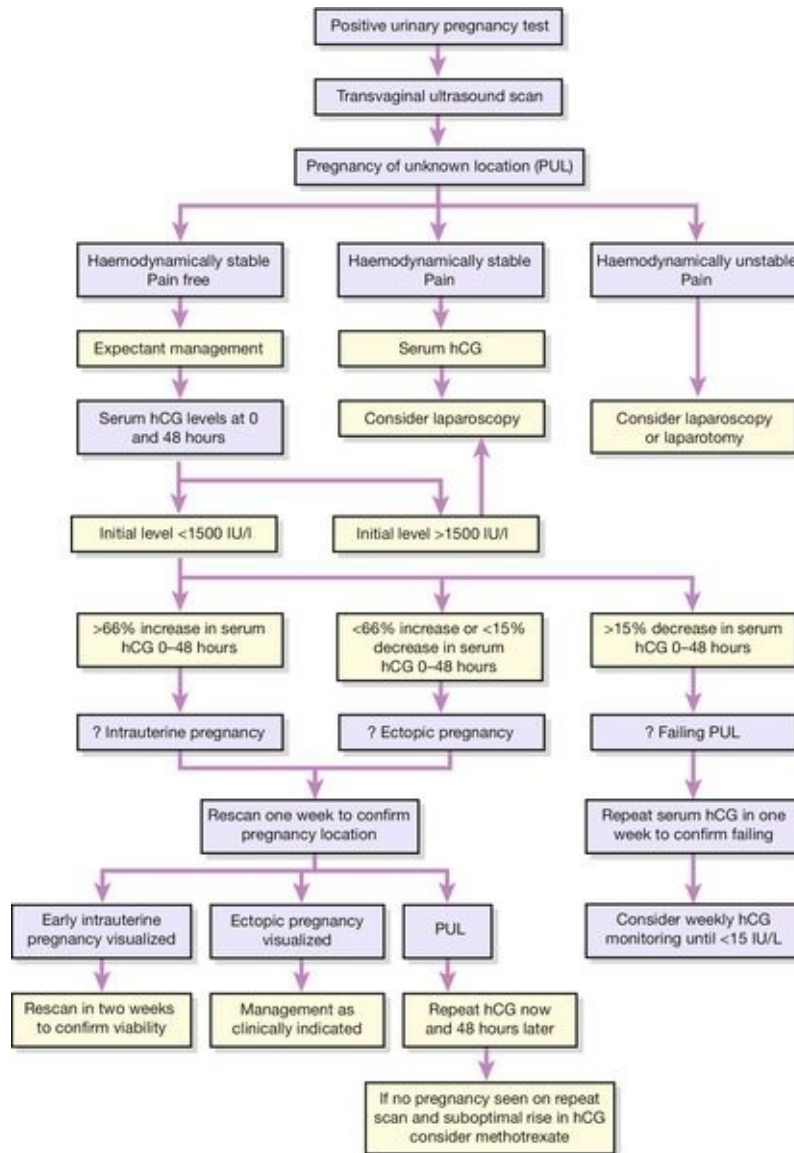 Positive urinary pregnancy test
Transvaginal ultrasound scan
Pregnancy of unknown location (PUL)
Haemodynamically stable
Pain free
Haemodynamically stable
Pain
Haemodynamically unstable
Pain
Expectant management
Serum hCG
Serum hCG levels at 0
and 48 hours
Consider laparoscopy
Consider laparoscopy
or laparotomy
Initial level <1500 IU/l
Initial level >1500 IU/l
>66% increase in serum
hCG 0–48 hours
<66% increase or <15%
decrease in serum
hCG 0–48 hours
>15% decrease in serum
hCG 0–48 hours
? Intrauterine pregnancy
? Ectopic pregnancy
? Failing PUL
Rescan one week to confirm
pregnancy location
Repeat serum hCG in one
week to confirm failing
Early intrauterine
pregnancy visualized
Ectopic pregnancy
visualized
PUL
Consider weekly hCG
monitoring until <15 IU/L
Rescan in two weeks
to confirm viability
Management as
clinically indicated
Repeat hCG now
and 48 hours later
If no pregnancy seen on repeat
scan and suboptimal rise in hCG
consider methotrexate